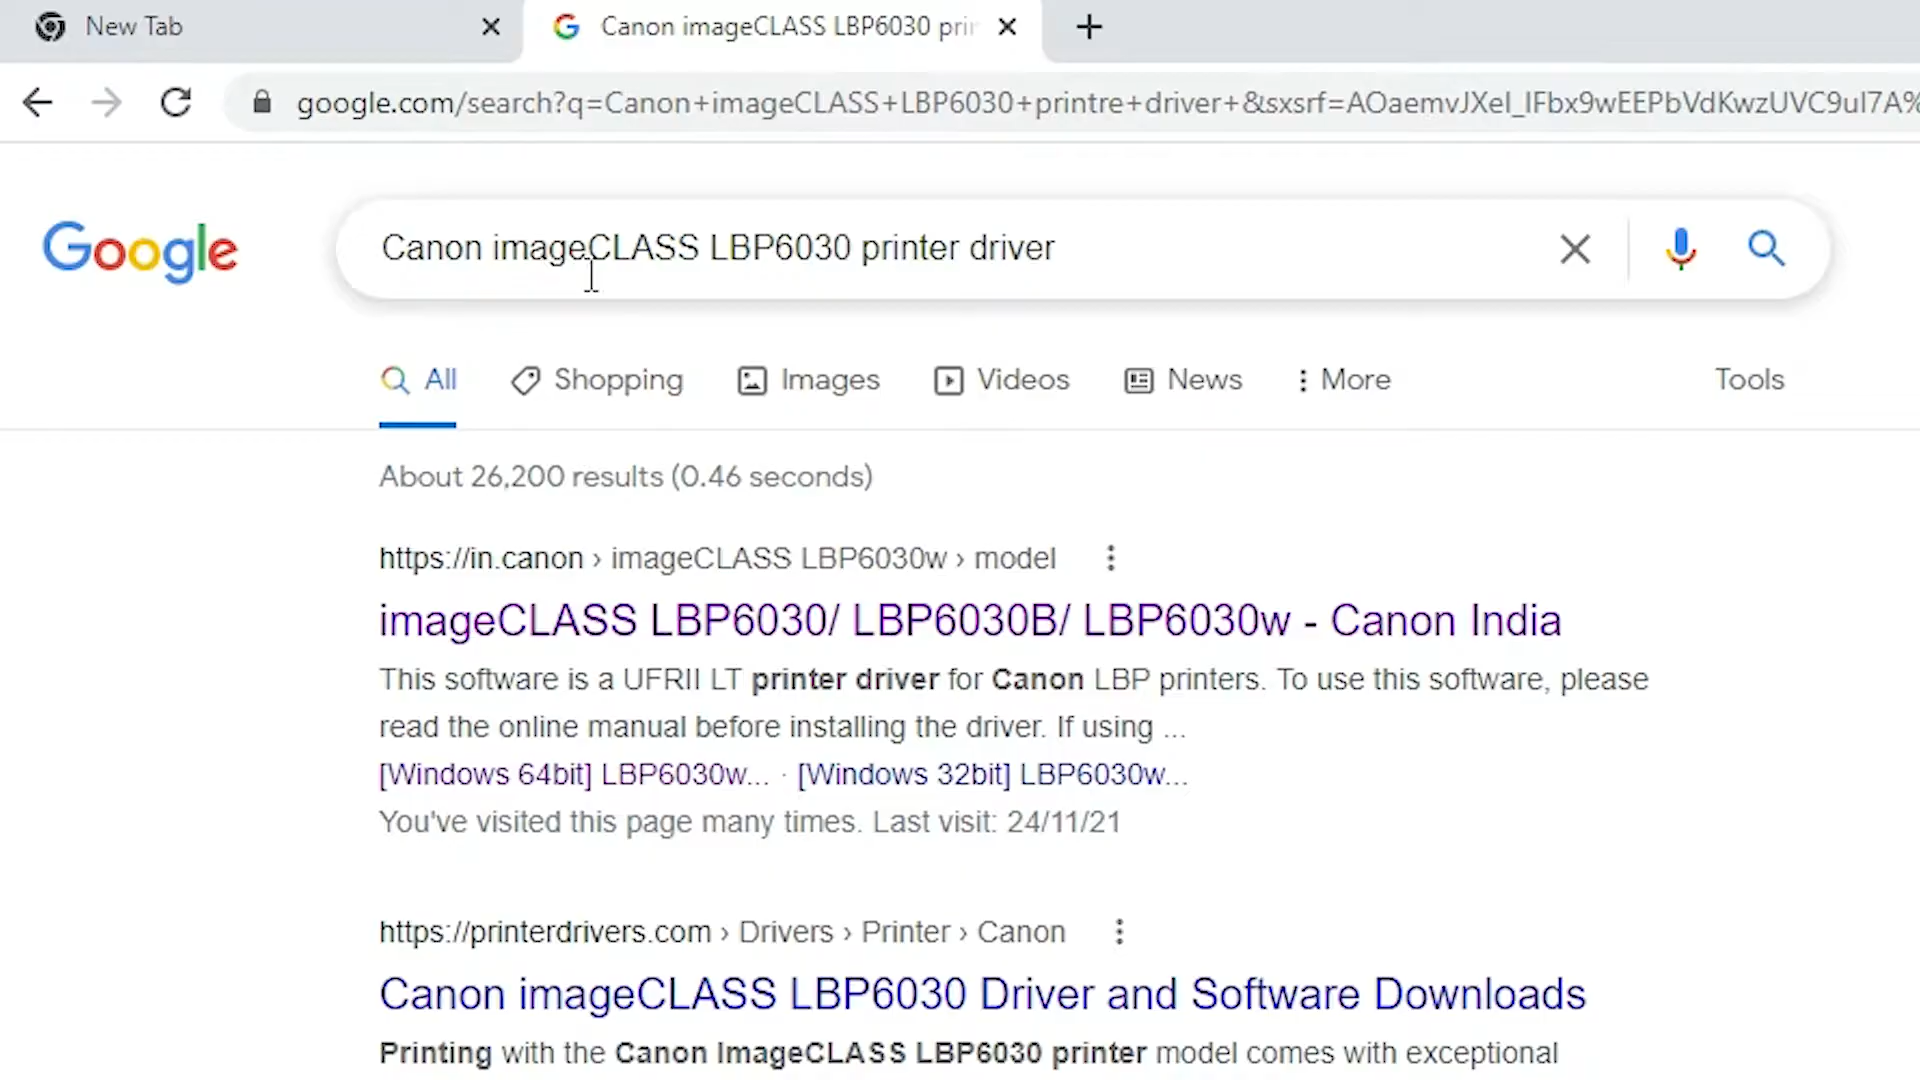 New Tab
Canon imageCLASS LBP6030 prin
google.com/search?q=Canon+imageCLASS+LBP6030+printre+driver+&sxsrf=AOaemvJXel_IFbx9wEEPbVdKwzUVC9ul7A%
Google
Canon imageCLASS LBP6030 printer driver
All Shopping Images Videos News More Tools
About 26,200 results (0.46 seconds)
https://in.canon › imageCLASS LBP6030w › model
imageCLASS LBP6030/ LBP6030B/ LBP6030w - Canon India
This software is a UFRII LT printer driver for Canon LBP printers. To use this software, please
read the online manual before installing the driver. If using ...
[Windows 64bit] LBP6030w... · [Windows 32bit] LBP6030w...
You've visited this page many times. Last visit: 24/11/21
https://printerdrivers.com › Drivers › Printer › Canon
Canon imageCLASS LBP6030 Driver and Software Downloads
Printing with the Canon ImageCLASS LBP6030 printer model comes with exceptional